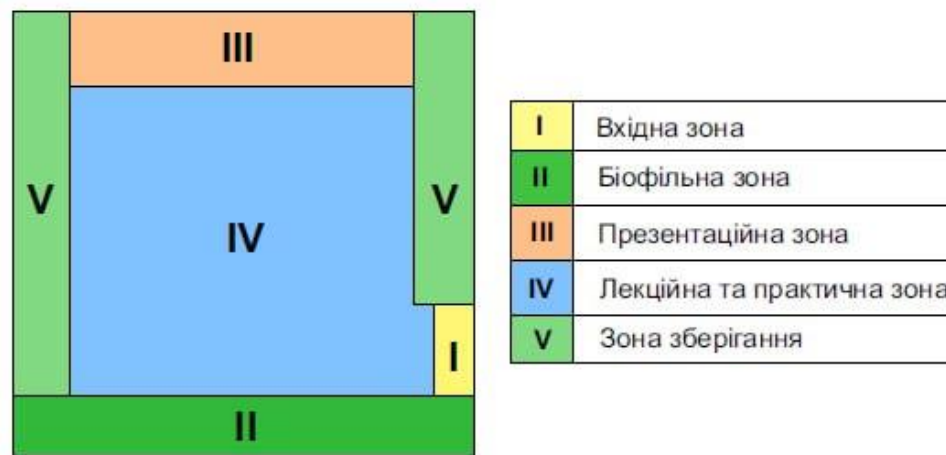 III
V
V
IV
I
II
I Вхідна зона
II Біофільна зона
III Презентаційна зона
IV Лекційна та практична зона
V Зона зберігання